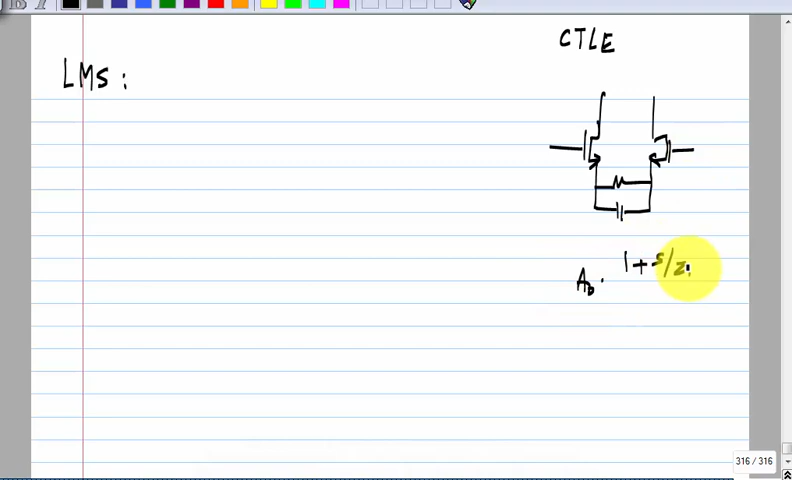 CTLE
LMS:
1 + s/z₁
A₀ ·
316 / 316